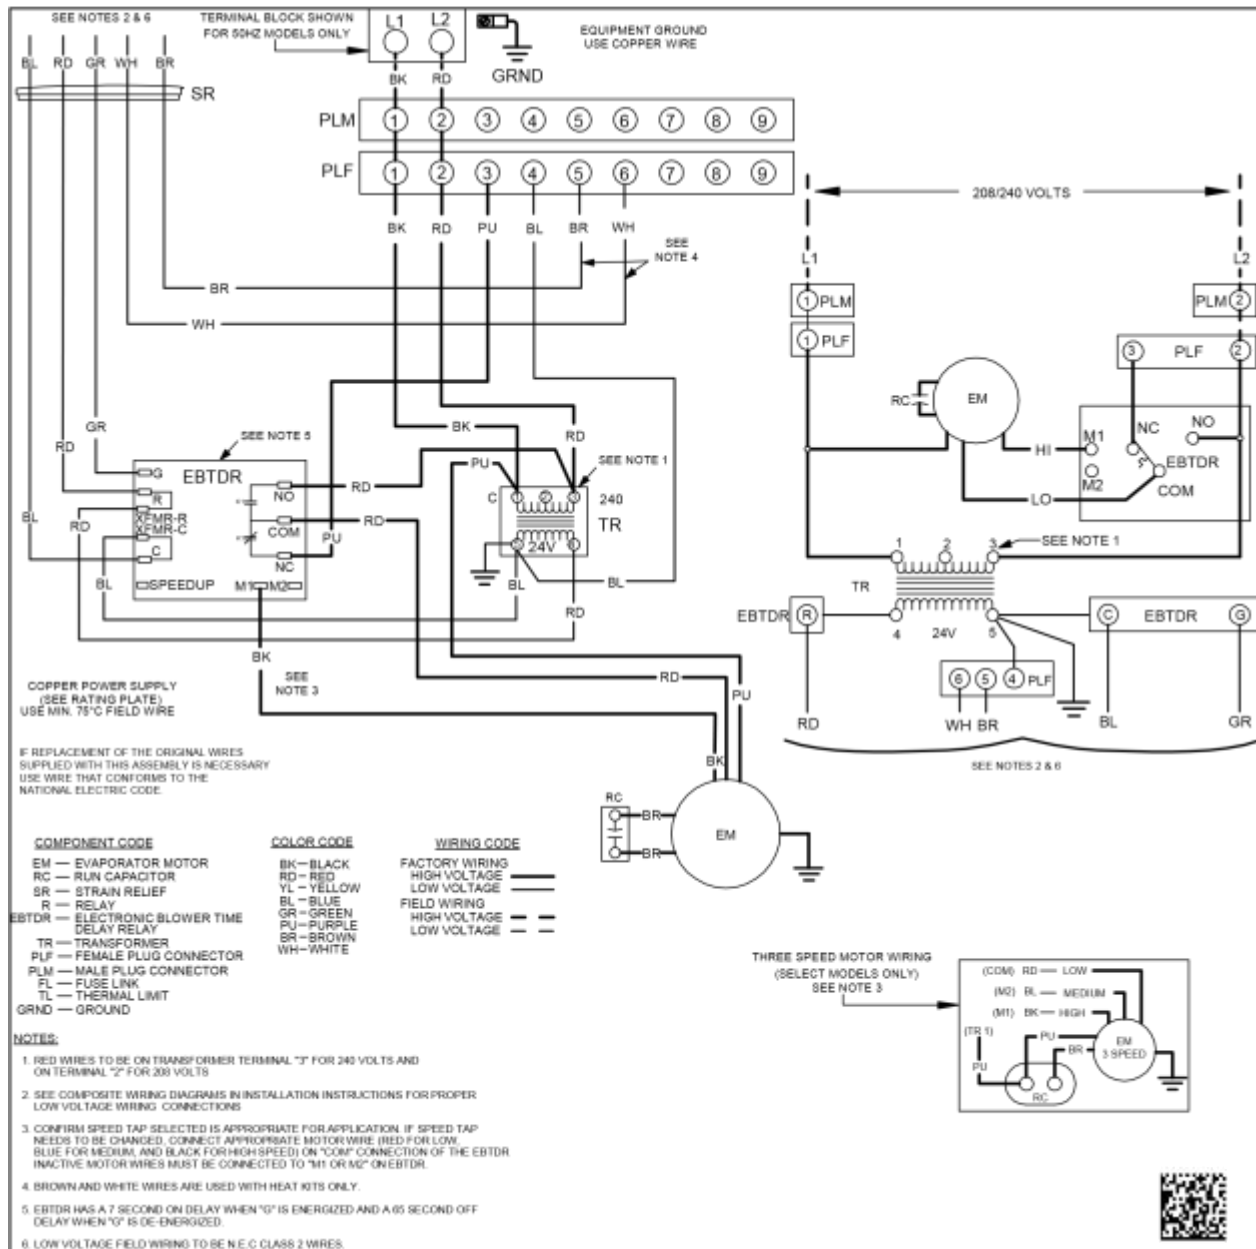 SEE NOTES 2 & 6
TERMINAL BLOCK SHOWN
FOR 50HZ MODELS ONLY
L1 L2
EQUIPMENT GROUND
USE COPPER WIRE
GRND
BL RD GR WH BR
SR
BK RD
PLM 1 2 3 4 5 6 7 8 9
PLF 1 2 3 4 5 6 7 8 9
BK RD PU BL BR WH
SEE
NOTE 4
BR
WH
208/240 VOLTS
L1 L2
1 PLM
PLM 2
1 PLF
3 PLF 2
RC
EM
M1
NC
NO
HI
EBTDR
M2
COM
LO
GR
RD
SEE NOTE 5
BK
RD
PU
SEE NOTE 1
EBTDR
G
R
XFMR-R
XFMR-C
C
SPEEDUP
NO
COM
NC
M1 M2
RD
RD
PU
C 2 3 240
TR
24V
BL
RD
BL
BL
BL
RD
BK
SEE
NOTE 3
RD
PU
1 2 3
SEE NOTE 1
TR
EBTDR R
4 24V 5
C EBTDR G
6 5 4 PLF
RD
WH BR
BL
GR
SEE NOTES 2 & 6
COPPER POWER SUPPLY
(SEE RATING PLATE)
USE MIN. 75°C FIELD WIRE
IF REPLACEMENT OF THE ORIGINAL WIRES
SUPPLIED WITH THIS ASSEMBLY IS NECESSARY
USE WIRE THAT CONFORMS TO THE
NATIONAL ELECTRIC CODE.
BK
RC
BR
BR
EM
COMPONENT CODE
EM — EVAPORATOR MOTOR
RC — RUN CAPACITOR
SR — STRAIN RELIEF
R — RELAY
EBTDR — ELECTRONIC BLOWER TIME
DELAY RELAY
TR — TRANSFORMER
PLF — FEMALE PLUG CONNECTOR
PLM — MALE PLUG CONNECTOR
FL — FUSE LINK
TL — THERMAL LIMIT
GRND — GROUND
COLOR CODE
BK—BLACK
RD—RED
YL—YELLOW
BL—BLUE
GR—GREEN
PU—PURPLE
BR—BROWN
WH—WHITE
WIRING CODE
FACTORY WIRING
HIGH VOLTAGE
LOW VOLTAGE
FIELD WIRING
HIGH VOLTAGE
LOW VOLTAGE
THREE SPEED MOTOR WIRING
(SELECT MODELS ONLY)
SEE NOTE 3
(COM) RD — LOW
(M2) BL — MEDIUM
(M1) BK — HIGH
(TR 1)
PU
PU
BR
EM
3 SPEED
RC
NOTES:
1. RED WIRES TO BE ON TRANSFORMER TERMINAL "3" FOR 240 VOLTS AND
ON TERMINAL "2" FOR 208 VOLTS
2. SEE COMPOSITE WIRING DIAGRAMS IN INSTALLATION INSTRUCTIONS FOR PROPER
LOW VOLTAGE WIRING CONNECTIONS
3. CONFIRM SPEED TAP SELECTED IS APPROPRIATE FOR APPLICATION. IF SPEED TAP
NEEDS TO BE CHANGED, CONNECT APPROPRIATE MOTOR WIRE (RED FOR LOW,
BLUE FOR MEDIUM, AND BLACK FOR HIGH SPEED) ON "COM" CONNECTION OF THE EBTDR
INACTIVE MOTOR WIRES MUST BE CONNECTED TO "M1 OR M2" ON EBTDR.
4. BROWN AND WHITE WIRES ARE USED WITH HEAT KITS ONLY.
5. EBTDR HAS A 7 SECOND ON DELAY WHEN "G" IS ENERGIZED AND A 65 SECOND OFF
DELAY WHEN "G" IS DE-ENERGIZED.
6. LOW VOLTAGE FIELD WIRING TO BE N.E.C CLASS 2 WIRES.